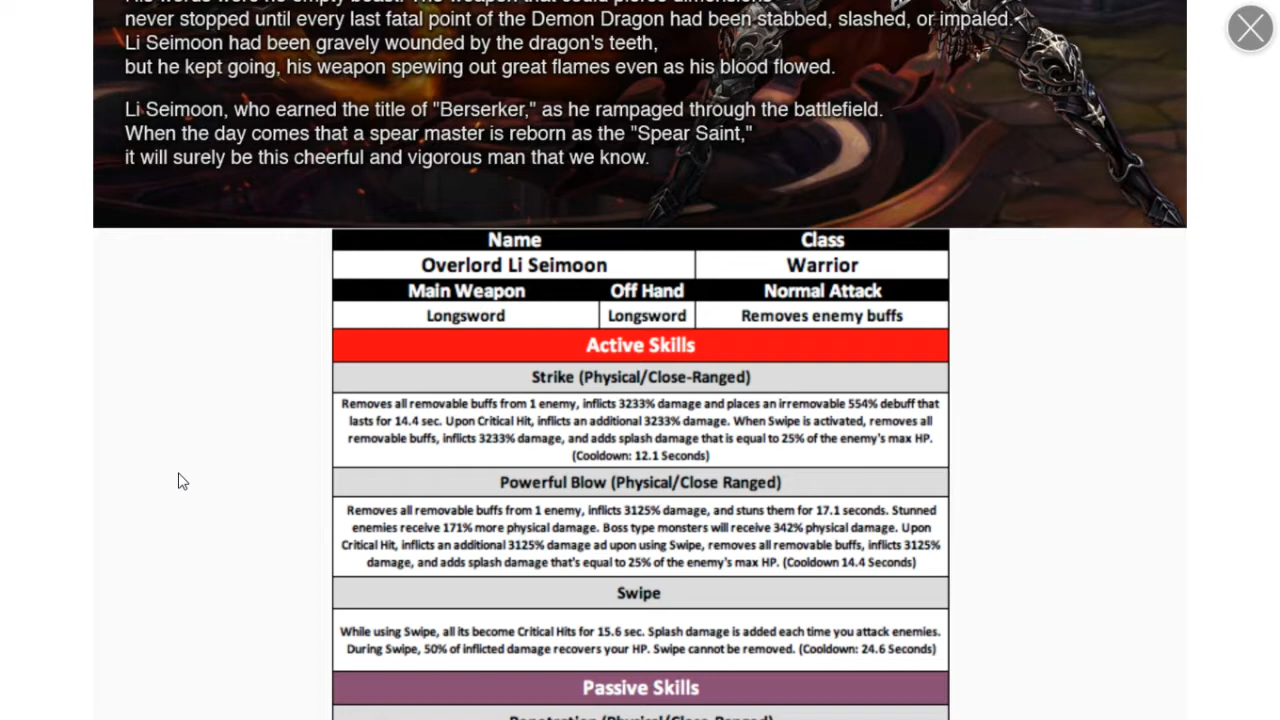 never stopped until every last fatal point of the Demon Dragon had been stabbed, slashed, or impaled.
Li Seimoon had been gravely wounded by the dragon's teeth,
but he kept going, his weapon spewing out great flames even as his blood flowed.
Li Seimoon, who earned the title of "Berserker," as he rampaged through the battlefield.
When the day comes that a spear master is reborn as the "Spear Saint,"
it will surely be this cheerful and vigorous man that we know.
Name Class
Overlord Li Seimoon Warrior
Main Weapon Off Hand Normal Attack
Longsword Longsword Removes enemy buffs
Active Skills
Strike (Physical/Close-Ranged)
Removes all removable buffs from 1 enemy, inflicts 3233% damage and places an irremovable 554% debuff that
lasts for 14.4 sec. Upon Critical Hit, inflicts an additional 3233% damage. When Swipe is activated, removes all
removable buffs, inflicts 3233% damage, and adds splash damage that is equal to 25% of the enemy's max HP.
(Cooldown: 12.1 Seconds)
Powerful Blow (Physical/Close Ranged)
Removes all removable buffs from 1 enemy, inflicts 3125% damage, and stuns them for 17.1 seconds. Stunned
enemies receive 171% more physical damage. Boss type monsters will receive 342% physical damage. Upon
Critical Hit, inflicts an additional 3125% damage ad upon using Swipe, removes all removable buffs, inflicts 3125%
damage, and adds splash damage that's equal to 25% of the enemy's max HP. (Cooldown 14.4 Seconds)
Swipe
While using Swipe, all its become Critical Hits for 15.6 sec. Splash damage is added each time you attack enemies.
During Swipe, 50% of inflicted damage recovers your HP. Swipe cannot be removed. (Cooldown: 24.6 Seconds)
Passive Skills